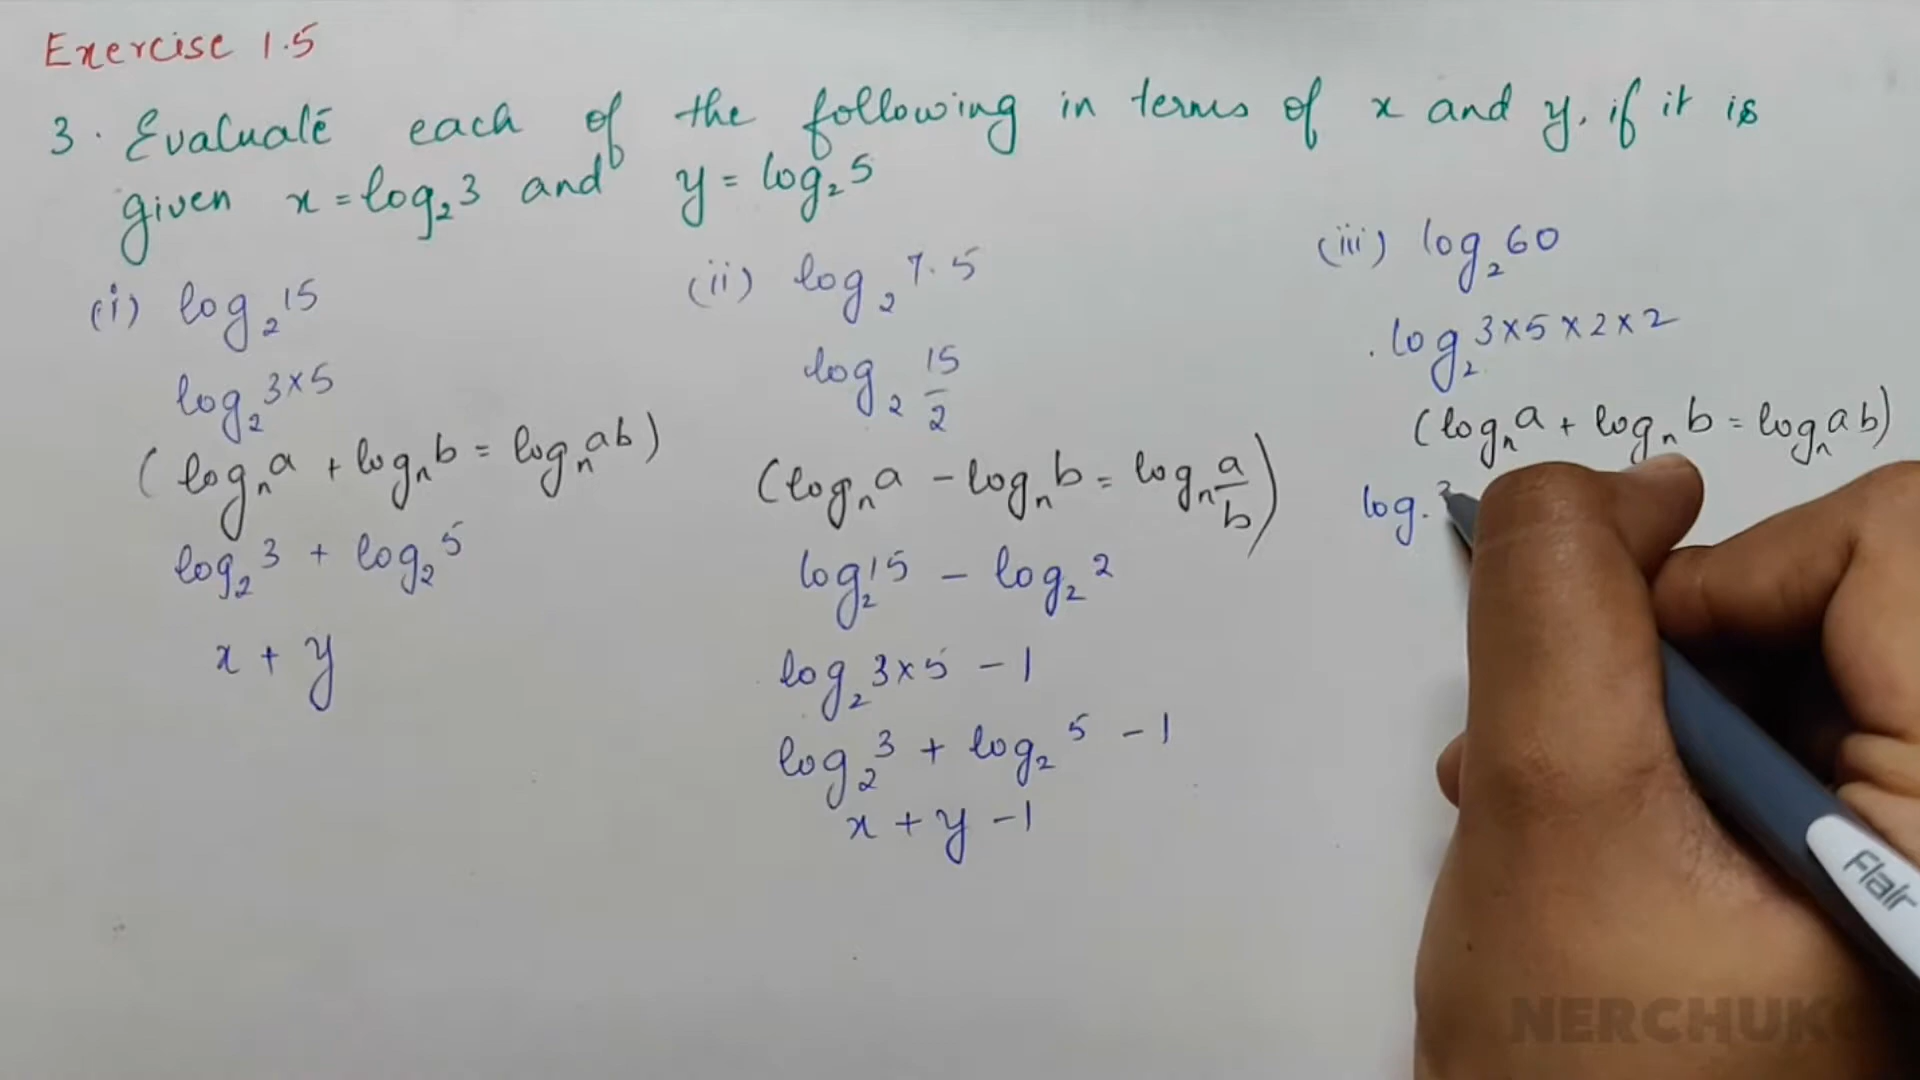 Exercise 1.5
3. Evaluate each of the following in terms of x and y, if it is
given x = log₂3 and y = log₂5
(i) log₂15
log₂3×5
(logₙa + logₙb = logₙab)
log₂3 + log₂5
x + y
(ii) log₂7.5
log₂ 15/2
(logₙa - logₙb = logₙ a/b)
log₂15 - log₂2
log₂3×5 - 1
log₂3 + log₂5 - 1
x + y - 1
(iii) log₂60
log₂3×5×2×2
(logₙa + logₙb = logₙab)
log 3
Flair
NERCHUK